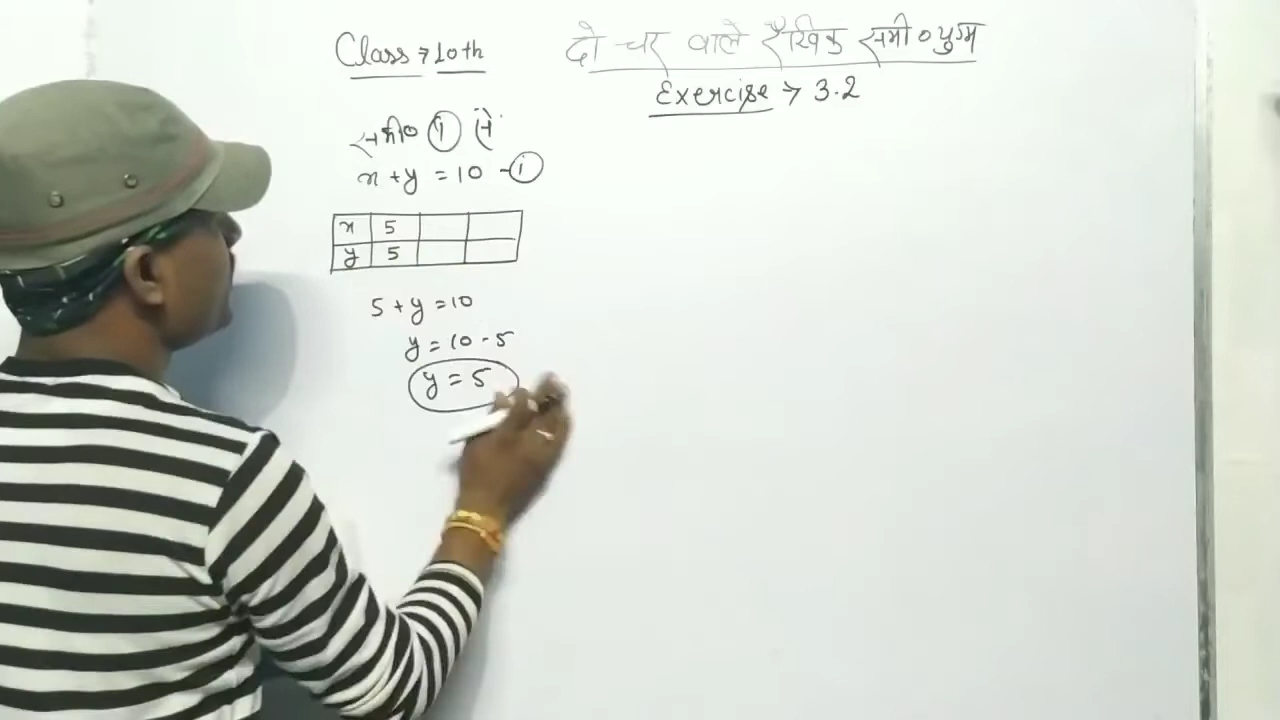 Class → 10th
दो चर वाले रैखिक समी० युग्म
Exercise → 3.2
समी० ① से
x + y = 10 - ⓘ
x 5
y 5
5 + y = 10
y = 10 - 5
y = 5